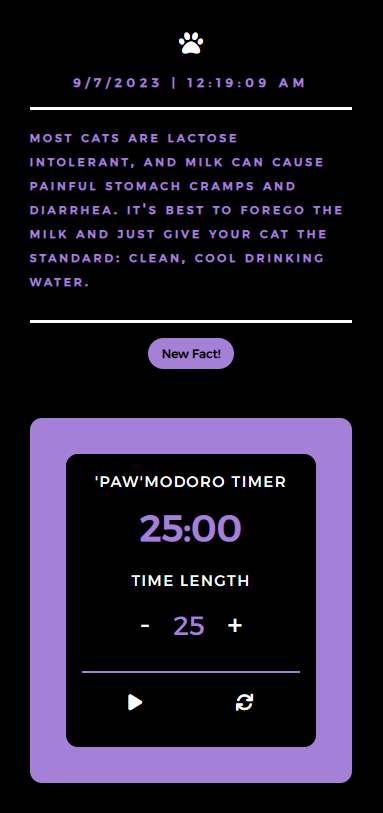 9/7/2023 | 12:19:09 AM
MOST CATS ARE LACTOSE
INTOLERANT, AND MILK CAN CAUSE
PAINFUL STOMACH CRAMPS AND
DIARRHEA. IT'S BEST TO FOREGO THE
MILK AND JUST GIVE YOUR CAT THE
STANDARD: CLEAN, COOL DRINKING
WATER.
New Fact!
'PAW'MODORO TIMER
25:00
TIME LENGTH
- 25 +